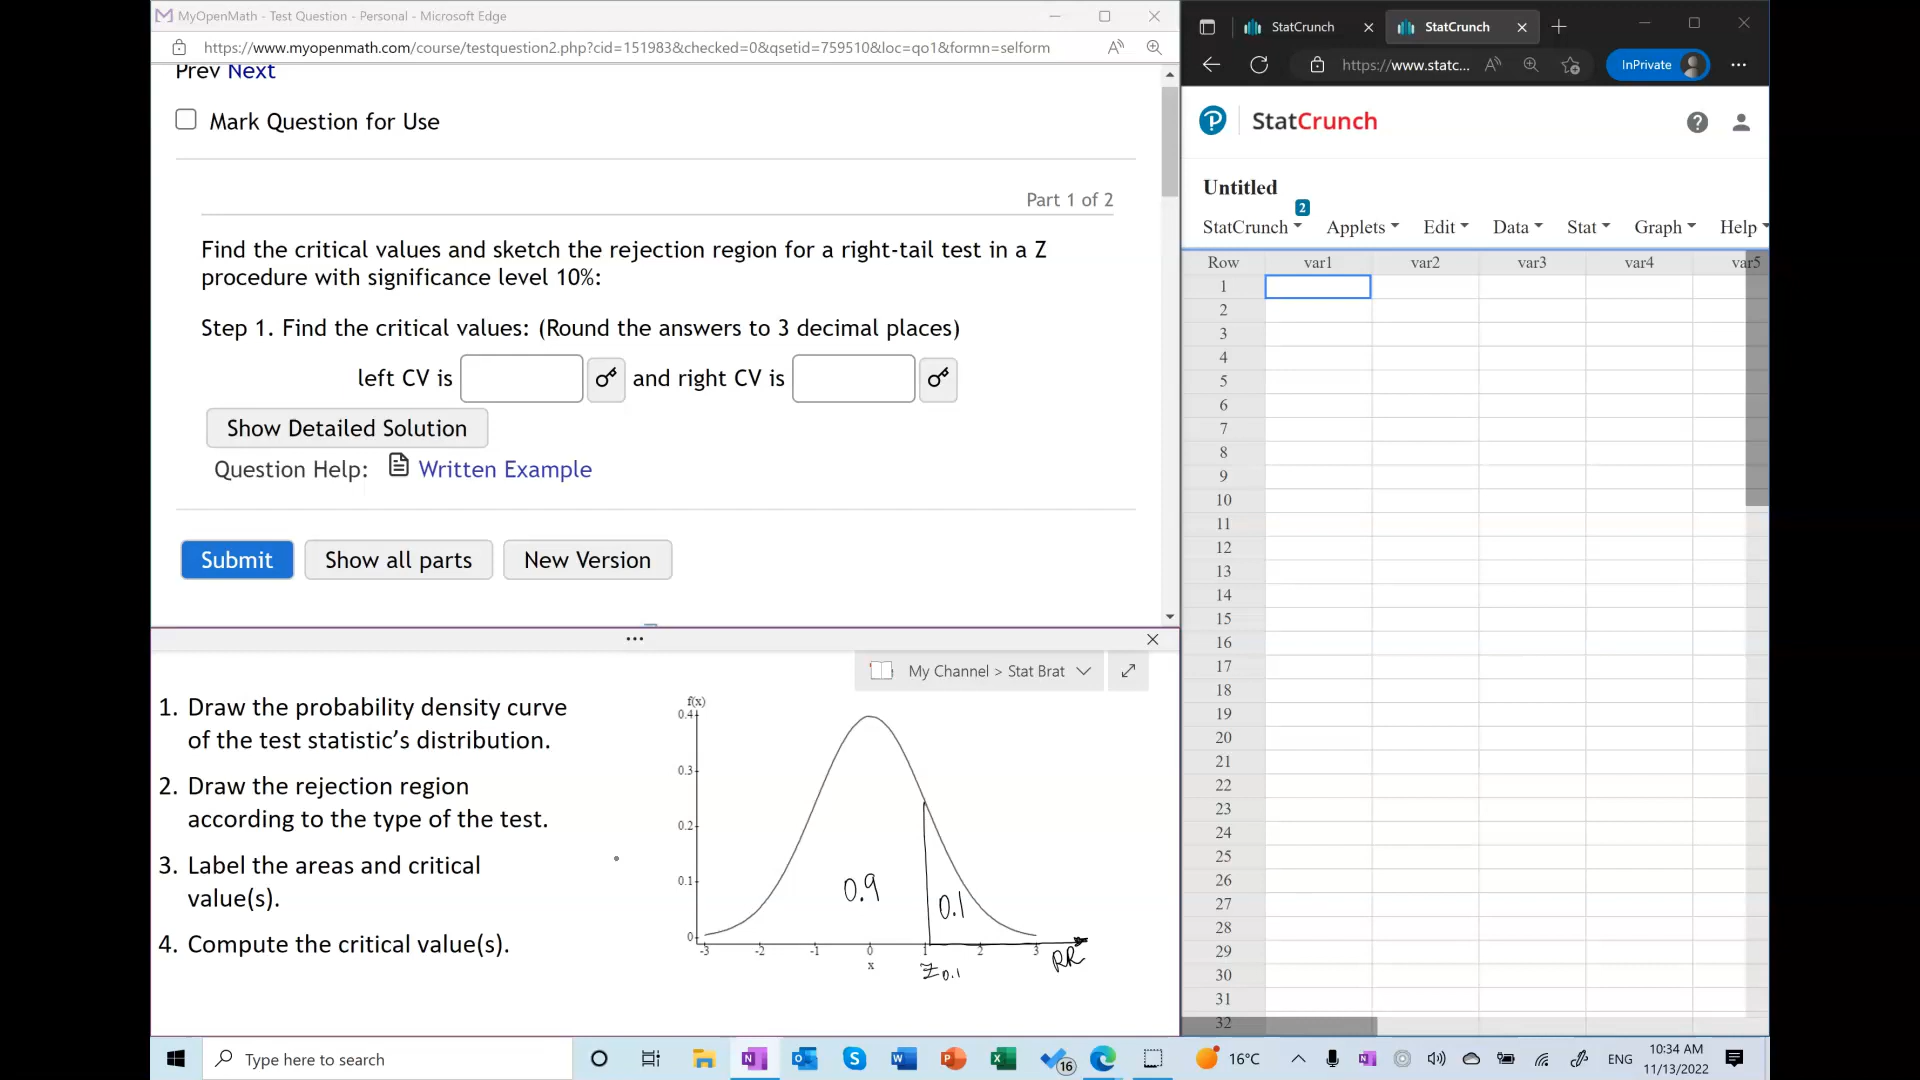 MyOpenMath - Test Question - Personal - Microsoft Edge
https://www.myopenmath.com/course/testquestion2.php?cid=151983&checked=0&qsetid=759510&loc=qo1&formn=selform
Prev Next
Mark Question for Use
Part 1 of 2
Find the critical values and sketch the rejection region for a right-tail test in a Z
procedure with significance level 10%:
Step 1. Find the critical values: (Round the answers to 3 decimal places)
left CV is and right CV is
Show Detailed Solution
Question Help: Written Example
Submit Show all parts New Version
My Channel > Stat Brat
1. Draw the probability density curve
of the test statistic’s distribution.
2. Draw the rejection region
according to the type of the test.
3. Label the areas and critical
value(s).
4. Compute the critical value(s).
f(x)
0.4
0.3
0.2
0.1
0
0.9
0.1
-3 -2 -1 0 1 2 3
x
Z0.1
RR
StatCrunch StatCrunch
https://www.statc... InPrivate
StatCrunch
Untitled
2
StatCrunch Applets Edit Data Stat Graph Help
Row var1 var2 var3 var4 var5
1
2
3
4
5
6
7
8
9
10
11
12
13
14
15
16
17
18
19
20
21
22
23
24
25
26
27
28
29
30
31
32
Type here to search
16
16°C
ENG
10:34 AM
11/13/2022